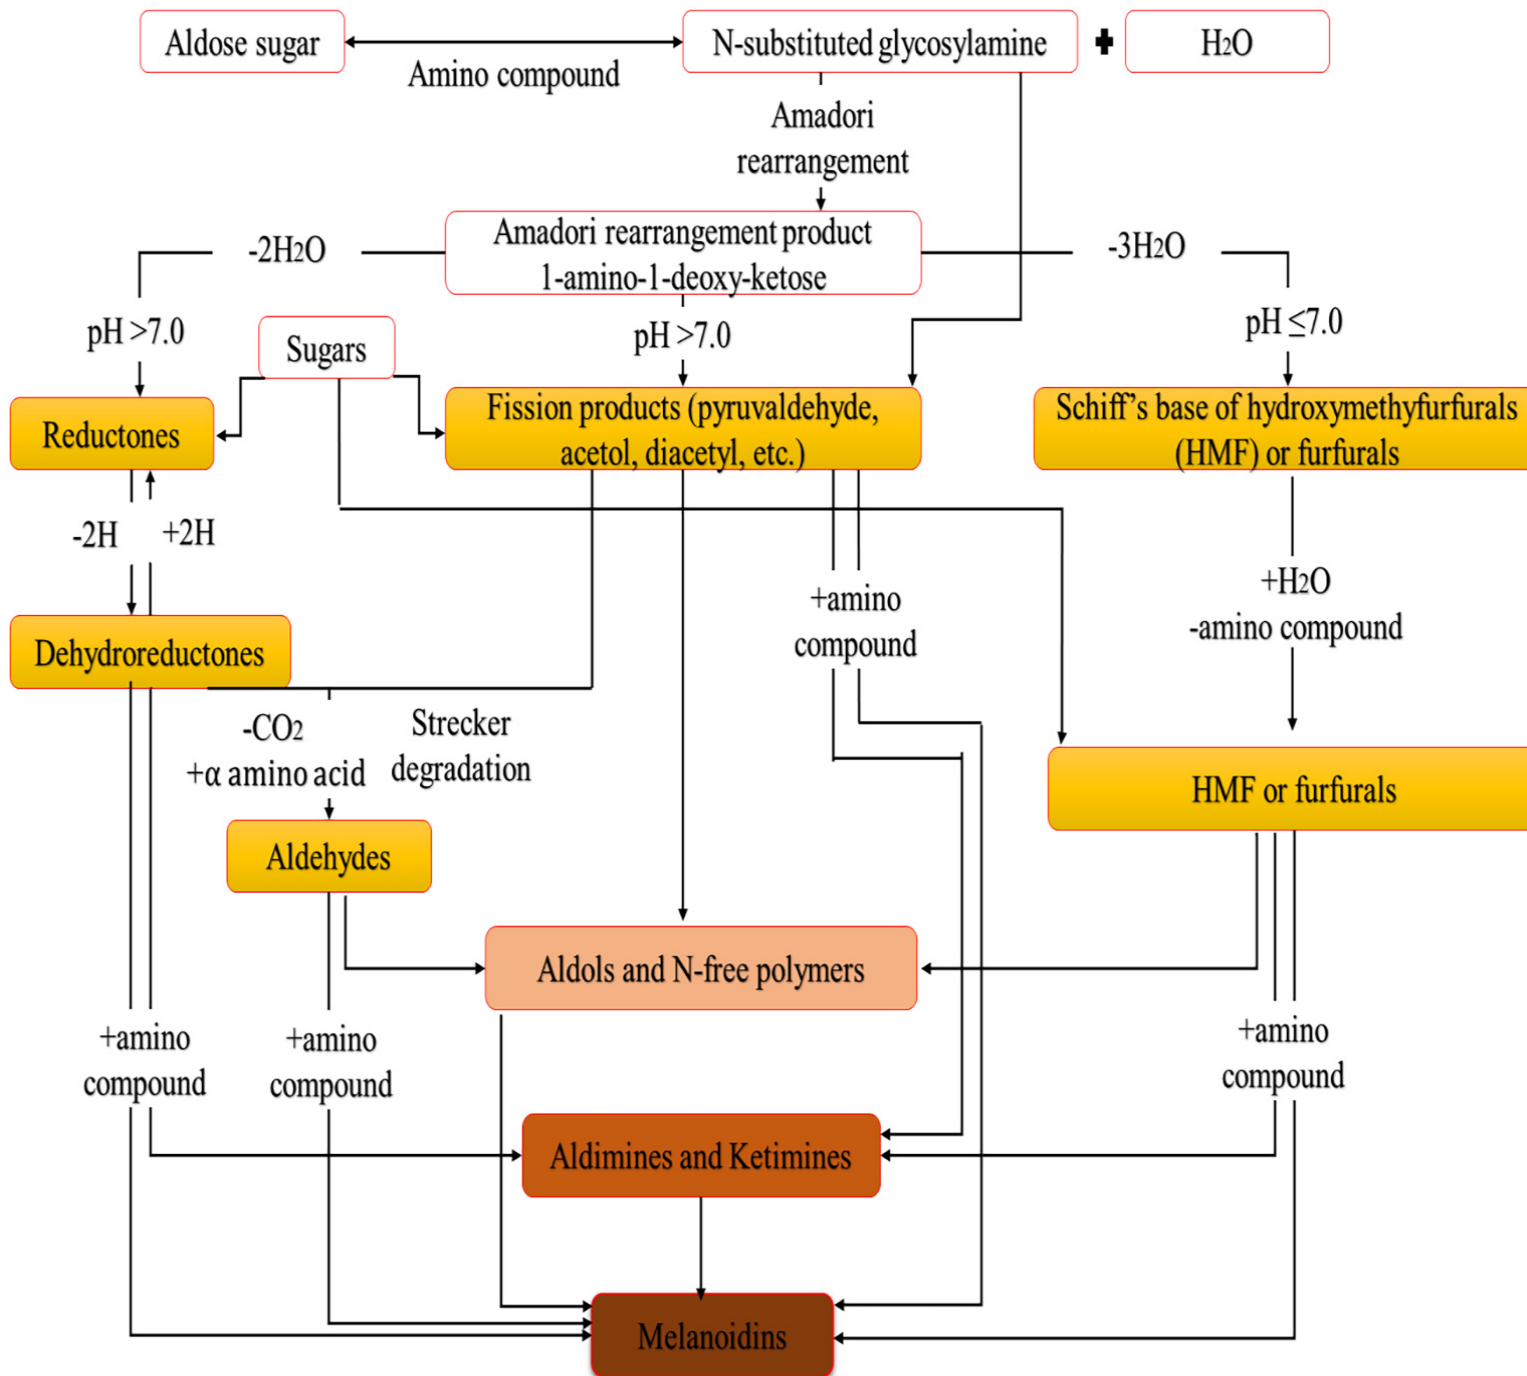 Aldose sugar
Amino compound
N-substituted glycosylamine
+
H2O
Amadori
rearrangement
-2H2O
Amadori rearrangement product
1-amino-1-deoxy-ketose
-3H2O
pH >7.0
Sugars
pH >7.0
pH ≤7.0
Reductones
Fission products (pyruvaldehyde,
acetol, diacetyl, etc.)
Schiff's base of hydroxymethyfurfurals
(HMF) or furfurals
-2H
+2H
+amino
compound
+H2O
-amino compound
Dehydroreductones
-CO2
+α amino acid
Strecker
degradation
HMF or furfurals
Aldehydes
Aldols and N-free polymers
+amino
compound
+amino
compound
+amino
compound
Aldimines and Ketimines
Melanoidins